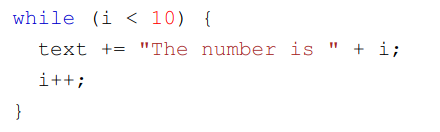 while (i < 10) {
  text += "The number is " + i;
  i++;
}